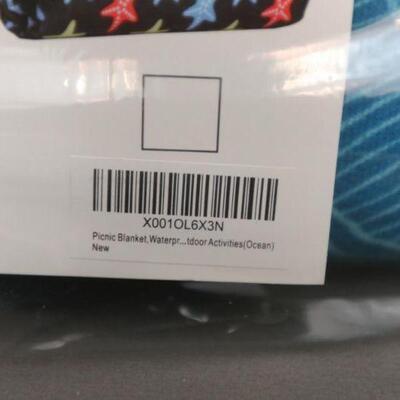 X001OL6X3N
Picnic Blanket,Waterpr...tdoor Activities(Ocean)
New